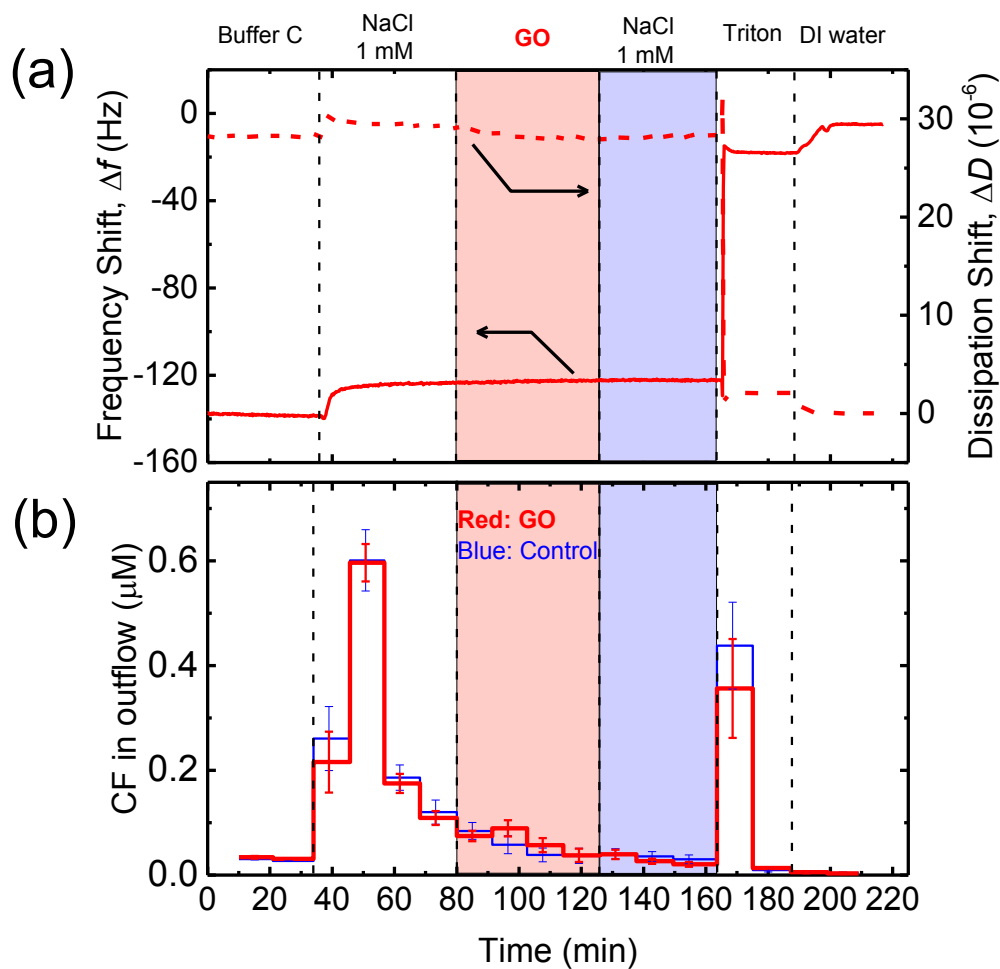 (a)
Buffer C
NaCl
1 mM
GO
NaCl
1 mM
Triton
DI water
Frequency Shift, Δf (Hz)
0
-40
-80
-120
-160
30
20
10
0
Dissipation Shift, ΔD (10⁻⁶)
(b)
Red: GO
Blue: Control
CF in outflow (μM)
0.6
0.4
0.2
0.0
0 20 40 60 80 100 120 140 160 180 200 220
Time (min)